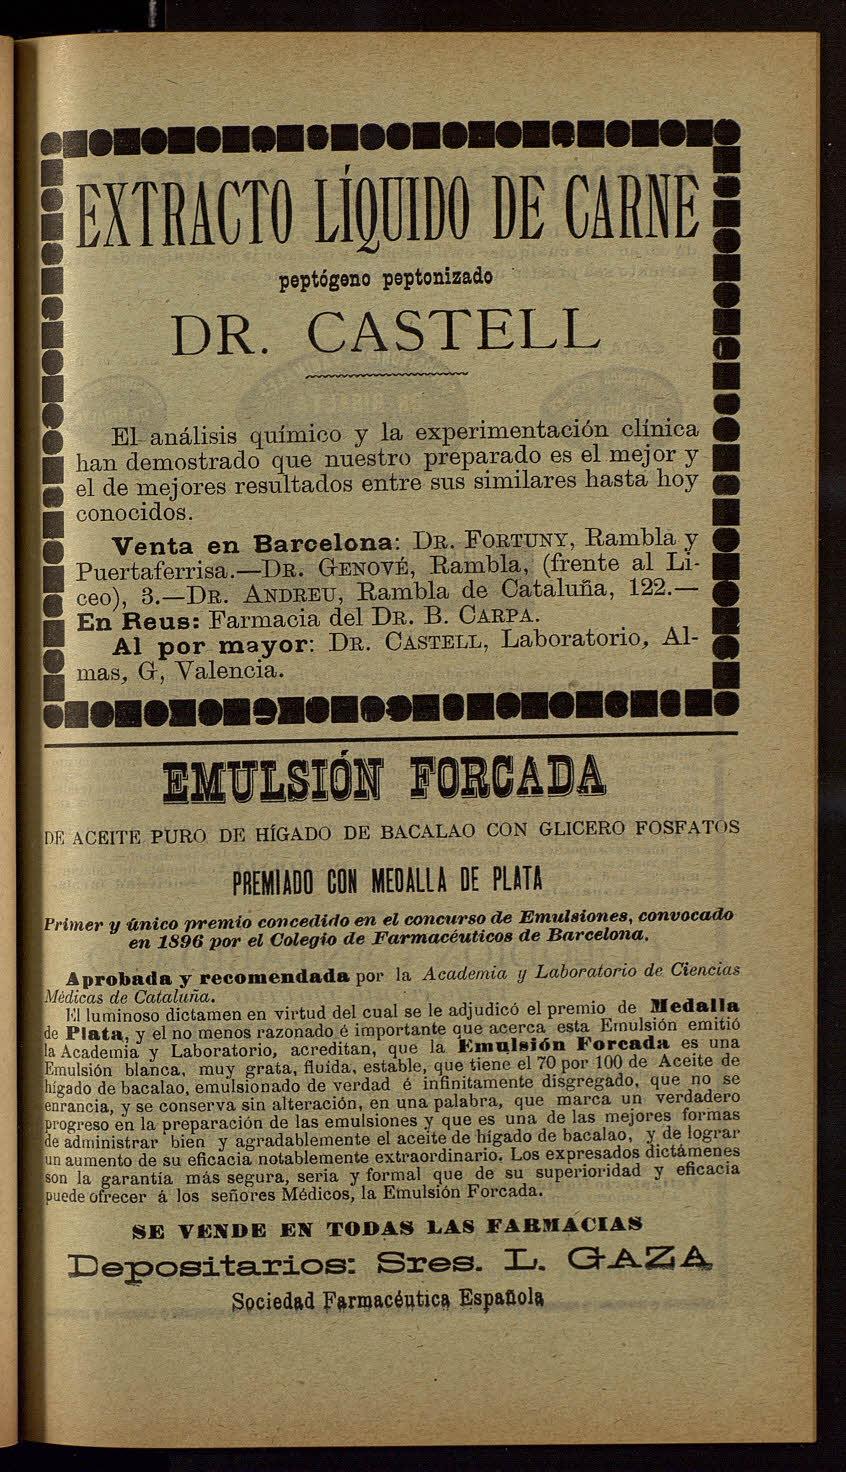 EXTRACTO LÍQUIDO DE CARNE
peptógeno peptonizado
DR. CASTELL
El análisis químico y la experimentación clínica
han demostrado que nuestro preparado es el mejor y
el de mejores resultados entre sus similares hasta hoy
conocidos.
Venta en Barcelona: DR. FORTUNY, Rambla y
Puertaferrisa.—DR. GENOVÉ, Rambla, (frente al Li-
ceo), 3.—DR. ANDREU, Rambla de Cataluña, 122.—
En Reus: Farmacia del DR. B. CARPA.
Al por mayor: DR. CASTELL, Laboratorio, Al-
mas, G, Valencia.
EMULSIÓN FORCADA
DE ACEITE PURO DE HÍGADO DE BACALAO CON GLICERO FOSFATOS
PREMIADO CON MEDALLA DE PLATA
Primer y único premio concedido en el concurso de Emulsiones, convocado
en 1896 por el Colegio de Farmacéuticos de Barcelona.
Aprobada y recomendada por la Academia y Laboratorio de Ciencias
Médicas de Cataluña.
El luminoso dictamen en virtud del cual se le adjudicó el premio de Medalla
de Plata, y el no menos razonado é importante que acerca esta Emulsión emitió
la Academia y Laboratorio, acreditan, que la Emulsión Forcada es una
Emulsión blanca, muy grata, fluida, estable, que tiene el 70 por 100 de Aceite de
hígado de bacalao, emulsionado de verdad é infinitamente disgregado, que no se
enrancia, y se conserva sin alteración, en una palabra, que marca un verdadero
progreso en la preparación de las emulsiones y que es una de las mejores formas
de administrar bien y agradablemente el aceite de hígado de bacalao, y de lograr
un aumento de su eficacia notablemente extraordinario. Los expresados dictámenes
son la garantía más segura, seria y formal que de su superioridad y eficacia
puede ofrecer á los señores Médicos, la Emulsión Forcada.
SE VENDE EN TODAS LAS FARMACIAS
Depositarios: Sres. L. GAZA
Sociedad Farmacéutica Española